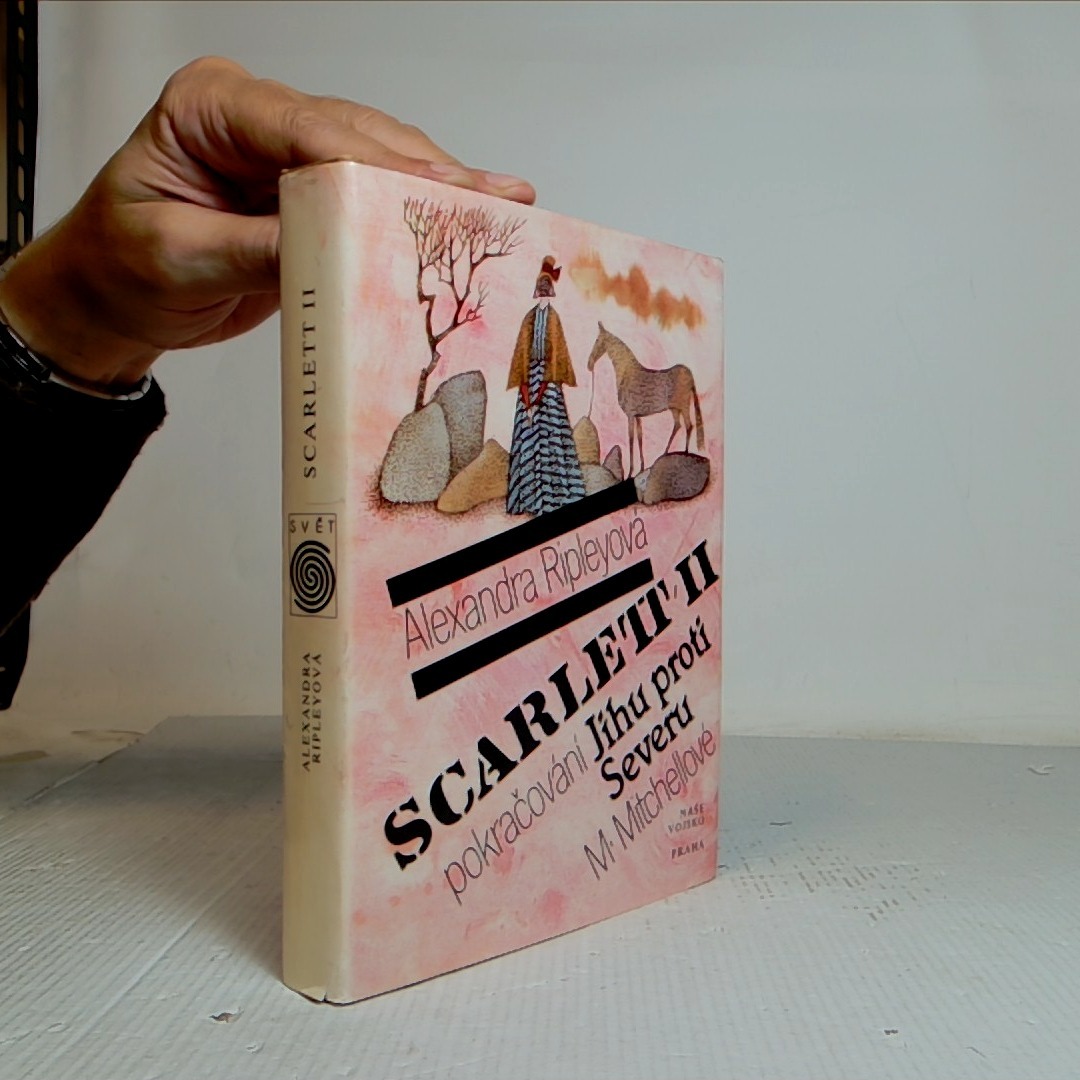 SCARLETT II
SVĚT
ALEXANDRA
RIPLEYOVÁ
Alexandra Ripleyová
SCARLETT II
pokračování Jihu proti
Severu
M. Mitchellové
NAŠE
VOJSKO
PRAHA